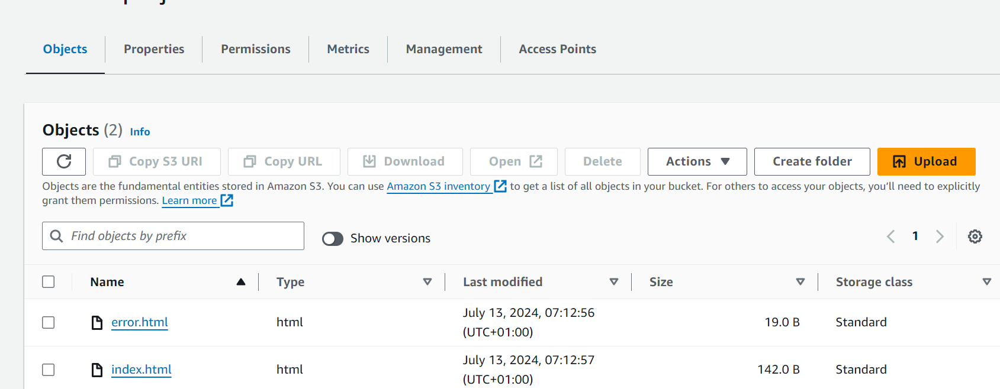 Objects Properties Permissions Metrics Management Access Points
Objects (2) Info
Copy S3 URI Copy URL Download Open Delete Actions Create folder Upload
Objects are the fundamental entities stored in Amazon S3. You can use Amazon S3 inventory to get a list of all objects in your bucket. For others to access your objects, you’ll need to explicitly
grant them permissions. Learn more
Find objects by prefix Show versions 1
Name Type Last modified Size Storage class
error.html html July 13, 2024, 07:12:56 (UTC+01:00) 19.0 B Standard
index.html html July 13, 2024, 07:12:57 (UTC+01:00) 142.0 B Standard